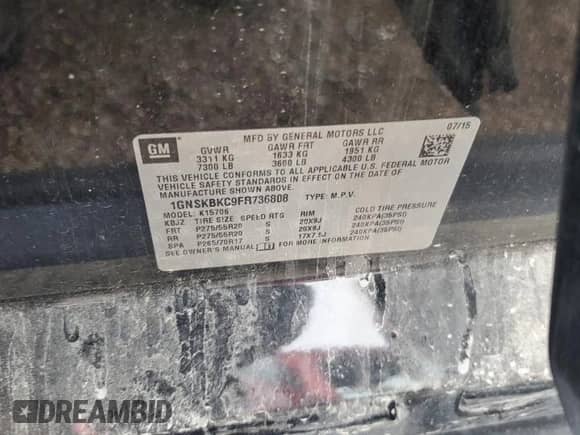 07/15
MFD BY GENERAL MOTORS LLC
GM
GVWR GAWR FRT GAWR RR
3311 KG 1633 KG 1951 KG
7300 LB 3600 LB 4300 LB
THIS VEHICLE CONFORMS TO ALL APPLICABLE U.S. FEDERAL MOTOR
VEHICLE SAFETY STANDARDS IN EFFECT ON THE DATE OF
MANUFACTURE SHOWN ABOVE.
1GNSKBKC9FR736808 TYPE: M.P.V.
MODEL: K15706
KBJZ TIRE SIZE SPEED RTG RIM COLD TIRE PRESSURE
FRT P275/55R20 S 20X9J 240KPA(35PSI)
RR P275/55R20 S 20X9J 240KPA(35PSI)
SPA P265/70R17 17X7.5J 240KPA(35PSI)
SEE OWNER'S MANUAL
DREAMBID